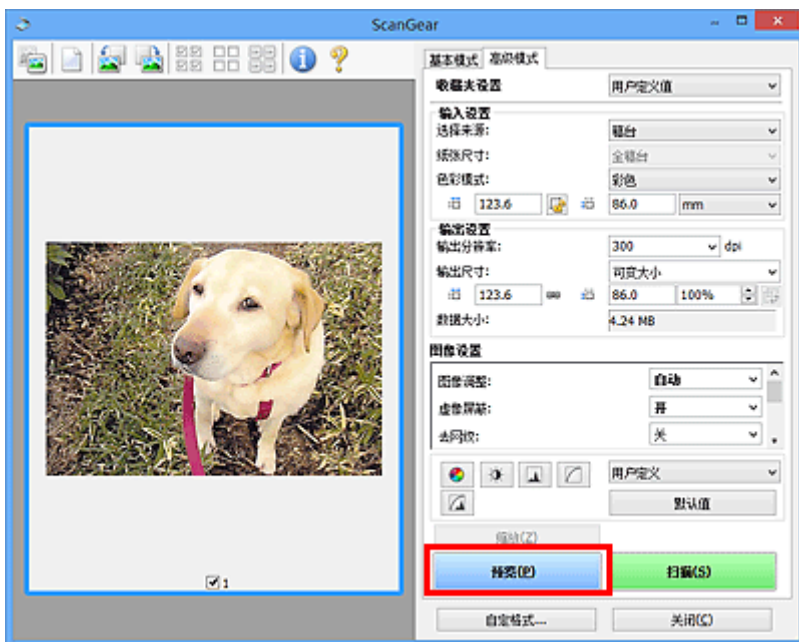 ScanGear
基本模式 高级模式
收藏夹设置 用户定义值
输入设置
选择来源: 稿台
纸张尺寸: 全稿台
色彩模式: 彩色
123.6 86.0 mm
输出设置
输出分辨率: 300 dpi
输出尺寸: 可变大小
123.6 86.0 100%
数据大小: 4.24 MB
图像设置
图像调整: 自动
虚像屏蔽: 开
去网纹: 关
用户定义
默认值
缩放(Z)
预览(P) 扫描(S)
1
自定格式... 关闭(C)